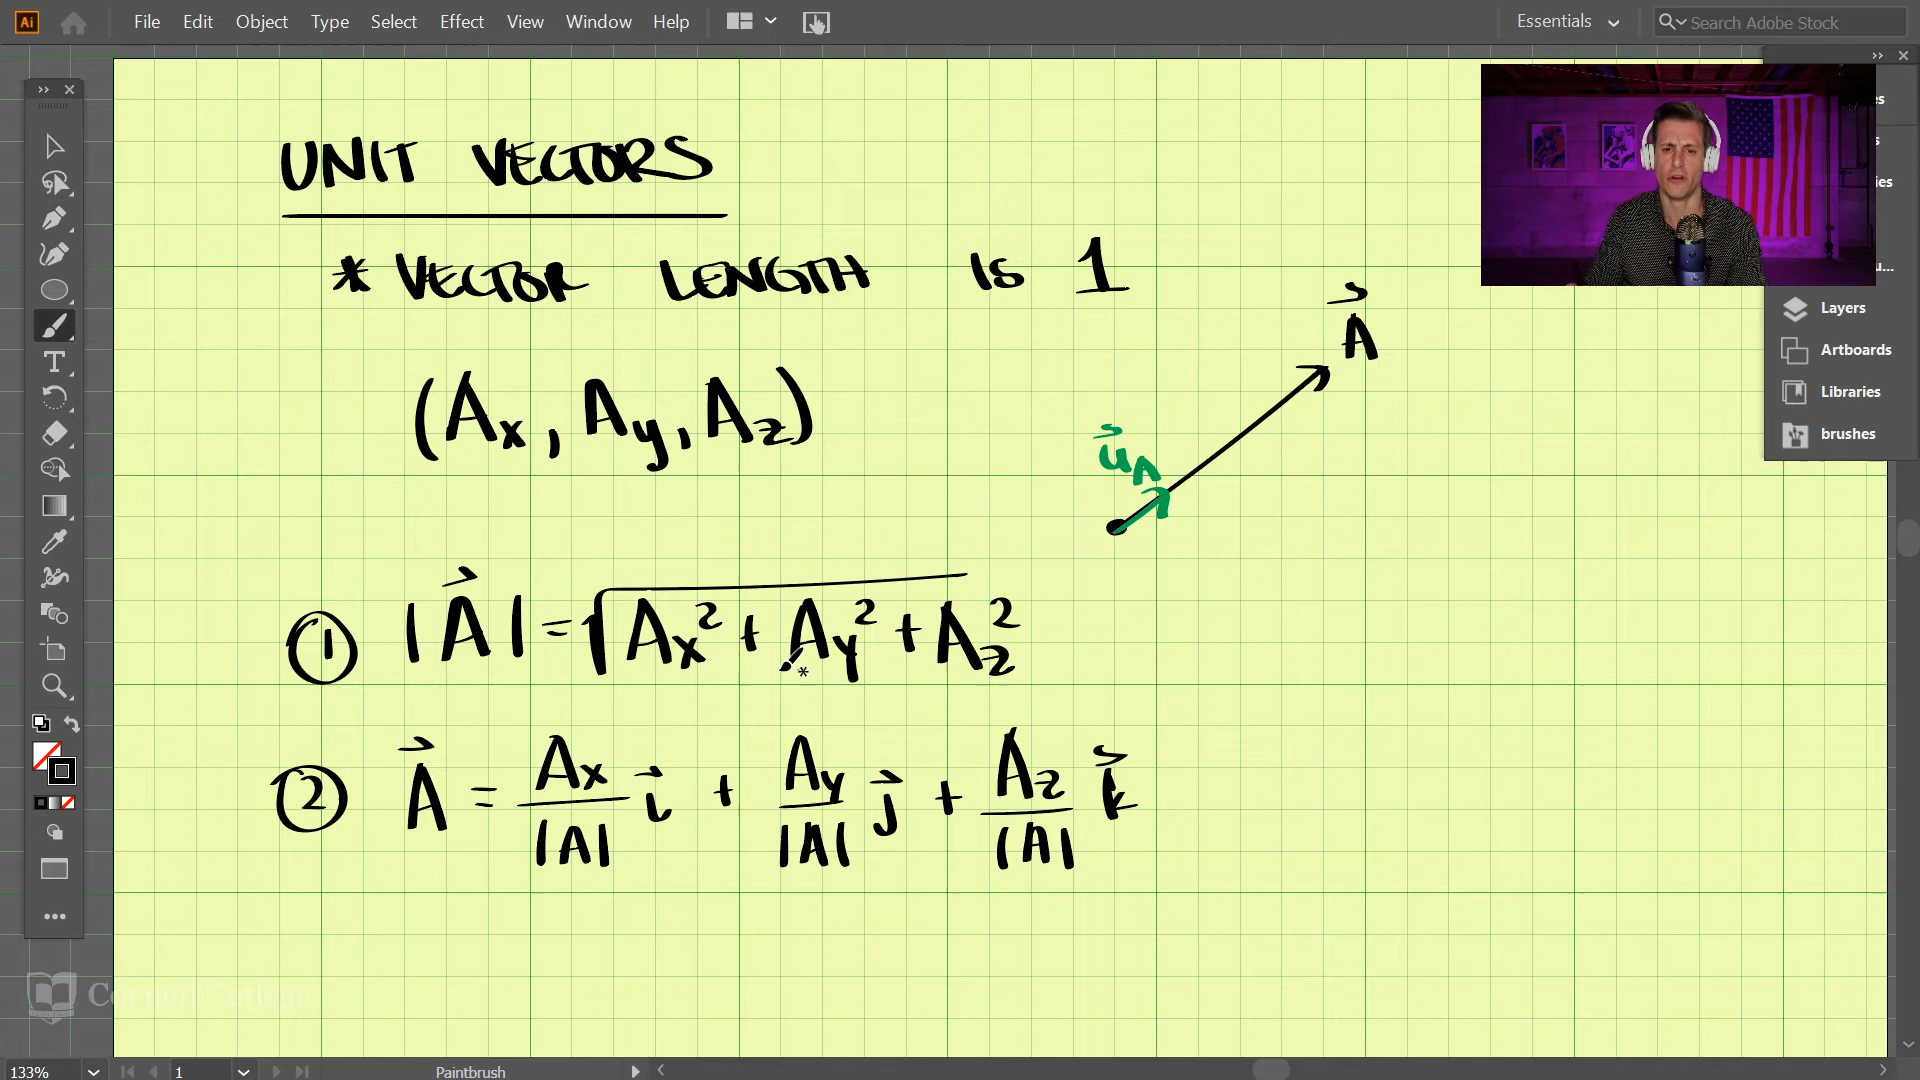 Ai File Edit Object Type Select Effect View Window Help Essentials Search Adobe Stock
UNIT VECTORS
* VECTOR LENGTH IS 1
(Ax, Ay, Az)
A⃗
u⃗A
① |A⃗| = √Ax² + Ay² + Az²
② A⃗ = Ax/|A| i⃗ + Ay/|A| j⃗ + Az/|A| k⃗
Layers
Artboards
Libraries
brushes
133% 1 Paintbrush